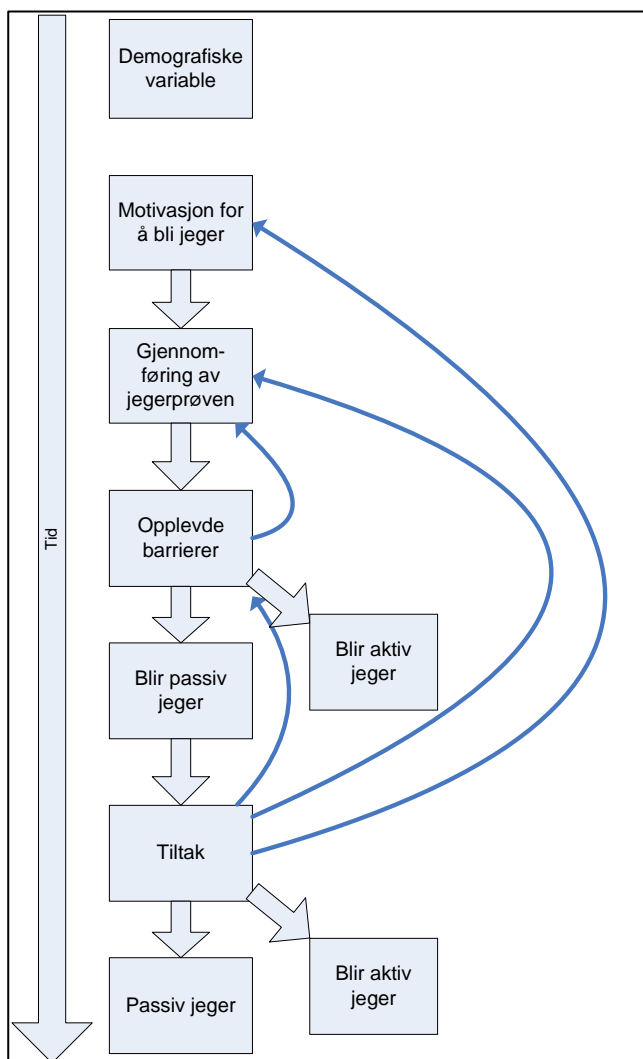 Demografiske
variable
Motivasjon for
å bli jeger
Gjennom-
føring av
jegerprøven
Tid
Opplevde
barrierer
Blir passiv
jeger
Blir aktiv
jeger
Tiltak
Passiv jeger
Blir aktiv
jeger